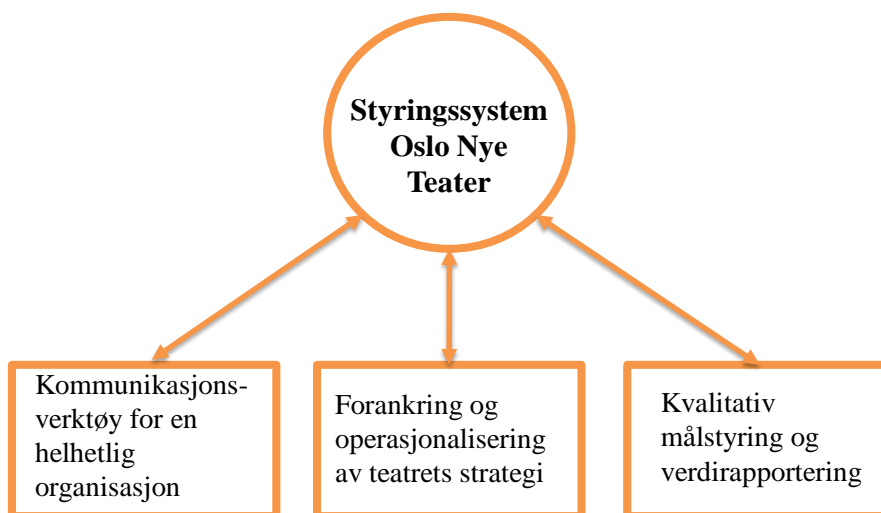 Styringssystem
Oslo Nye
Teater
Kommunikasjons-
verktøy for en
helhetlig
organisasjon
Forankring og
operasjonalisering
av teatrets strategi
Kvalitativ
målstyring og
verdirapportering